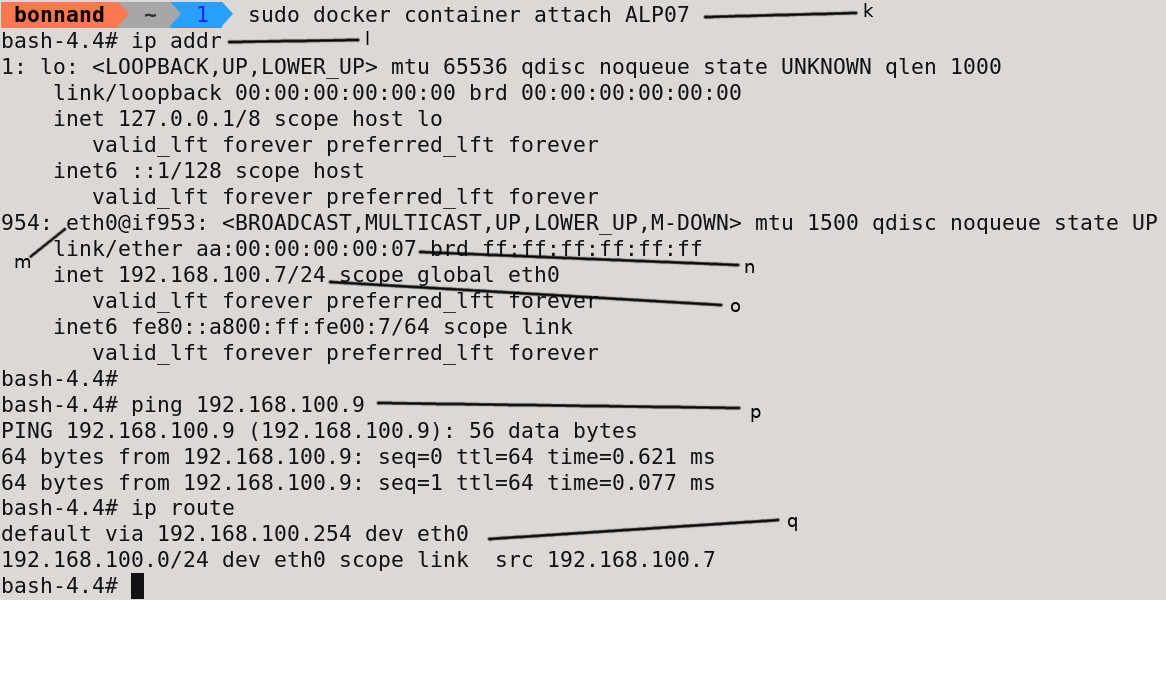 bonnand ~ 1 sudo docker container attach ALP07 k
bash-4.4# ip addr l
1: lo: <LOOPBACK,UP,LOWER_UP> mtu 65536 qdisc noqueue state UNKNOWN qlen 1000
link/loopback 00:00:00:00:00:00 brd 00:00:00:00:00:00
inet 127.0.0.1/8 scope host lo
valid_lft forever preferred_lft forever
inet6 ::1/128 scope host
valid_lft forever preferred_lft forever
954: eth0@if953: <BROADCAST,MULTICAST,UP,LOWER_UP,M-DOWN> mtu 1500 qdisc noqueue state UP
link/ether aa:00:00:00:00:07 brd ff:ff:ff:ff:ff:ff
m
n
inet 192.168.100.7/24 scope global eth0
valid_lft forever preferred_lft forever o
inet6 fe80::a800:ff:fe00:7/64 scope link
valid_lft forever preferred_lft forever
bash-4.4#
bash-4.4# ping 192.168.100.9 p
PING 192.168.100.9 (192.168.100.9): 56 data bytes
64 bytes from 192.168.100.9: seq=0 ttl=64 time=0.621 ms
64 bytes from 192.168.100.9: seq=1 ttl=64 time=0.077 ms
bash-4.4# ip route
default via 192.168.100.254 dev eth0 q
192.168.100.0/24 dev eth0 scope link  src 192.168.100.7
bash-4.4#